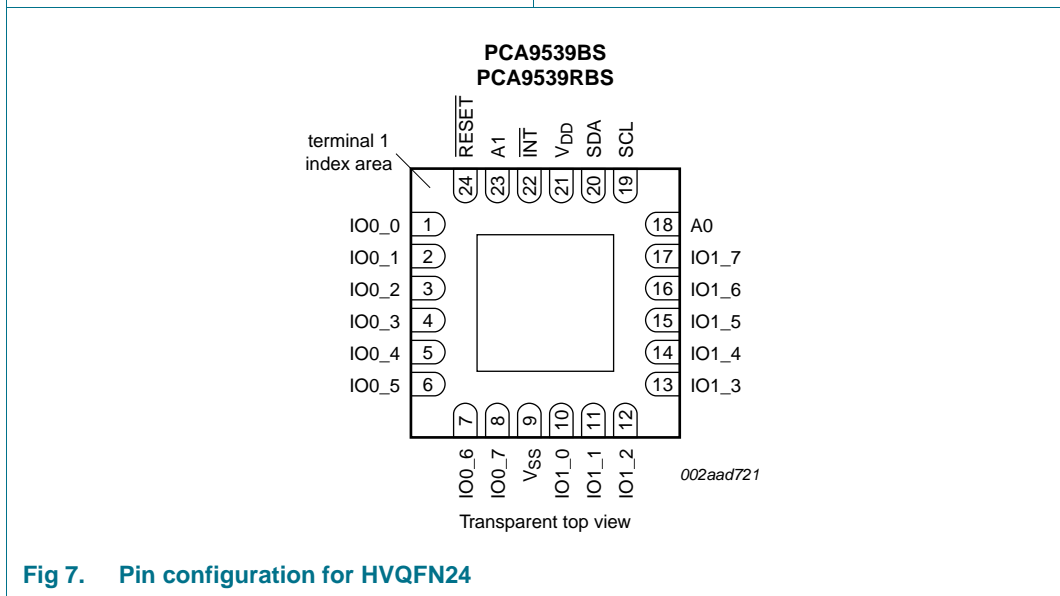 PCA9539BS
PCA9539RBS
terminal 1
index area
RESET
A1
INT
VDD
SDA
SCL
24
23
22
21
20
19
IO0_0 1
IO0_1 2
IO0_2 3
IO0_3 4
IO0_4 5
IO0_5 6
18 A0
17 IO1_7
16 IO1_6
15 IO1_5
14 IO1_4
13 IO1_3
7
8
9
10
11
12
IO0_6
IO0_7
VSS
IO1_0
IO1_1
IO1_2
002aad721
Transparent top view
Fig 7. Pin configuration for HVQFN24